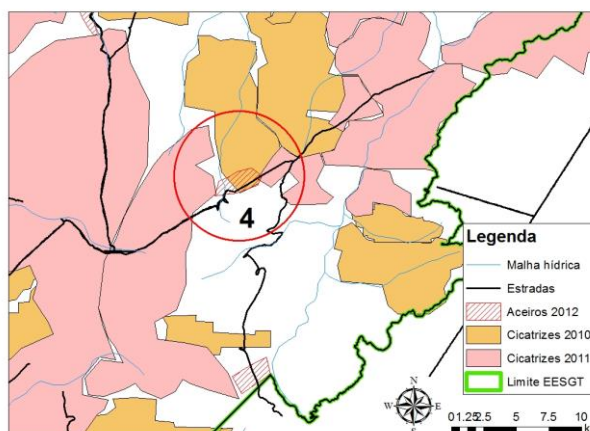 4
Legenda
Malha hídrica
Estradas
Aceiros 2012
Cicatrizes 2010
Cicatrizes 2011
Limite EESGT
N
W E
S
0 1.25 2.5 5 7.5 10